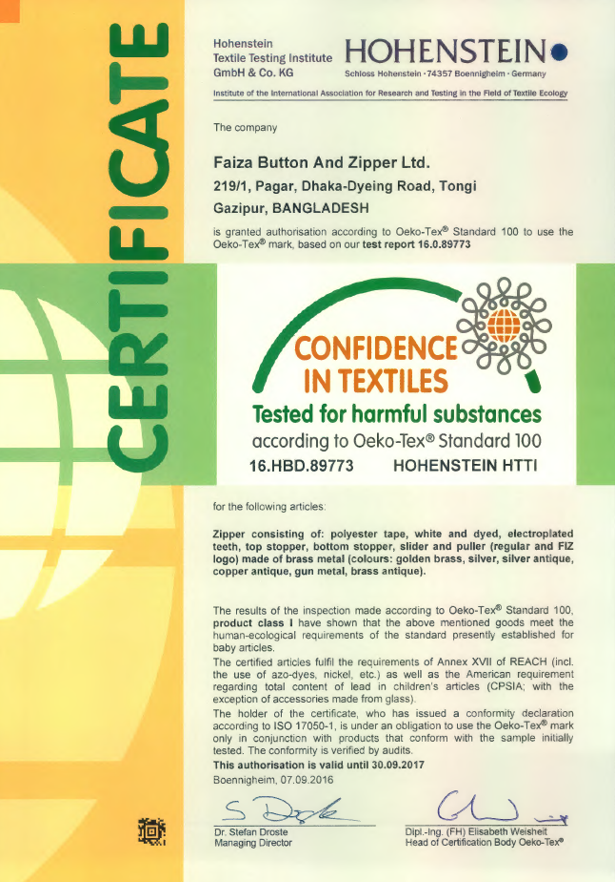 CERTIFICATE
Hohenstein
Textile Testing Institute
GmbH & Co. KG
HOHENSTEIN
Schloss Hohenstein · 74357 Boennigheim · Germany
Institute of the International Association for Research and Testing in the Field of Textile Ecology
The company
Faiza Button And Zipper Ltd.
219/1, Pagar, Dhaka-Dyeing Road, Tongi
Gazipur, BANGLADESH
is granted authorisation according to Oeko-Tex® Standard 100 to use the
Oeko-Tex® mark, based on our test report 16.0.89773
CONFIDENCE
IN TEXTILES
Tested for harmful substances
according to Oeko-Tex® Standard 100
16.HBD.89773 HOHENSTEIN HTTI
for the following articles:
Zipper consisting of: polyester tape, white and dyed, electroplated
teeth, top stopper, bottom stopper, slider and puller (regular and FIZ
logo) made of brass metal (colours: golden brass, silver, silver antique,
copper antique, gun metal, brass antique).
The results of the inspection made according to Oeko-Tex® Standard 100,
product class I have shown that the above mentioned goods meet the
human-ecological requirements of the standard presently established for
baby articles.
The certified articles fulfil the requirements of Annex XVII of REACH (incl.
the use of azo-dyes, nickel, etc.) as well as the American requirement
regarding total content of lead in children's articles (CPSIA; with the
exception of accessories made from glass).
The holder of the certificate, who has issued a conformity declaration
according to ISO 17050-1, is under an obligation to use the Oeko-Tex® mark
only in conjunction with products that conform with the sample initially
tested. The conformity is verified by audits.
This authorisation is valid until 30.09.2017
Boennigheim, 07.09.2016
Dr. Stefan Droste
Managing Director
Dipl.-Ing. (FH) Elisabeth Weisheit
Head of Certification Body Oeko-Tex®